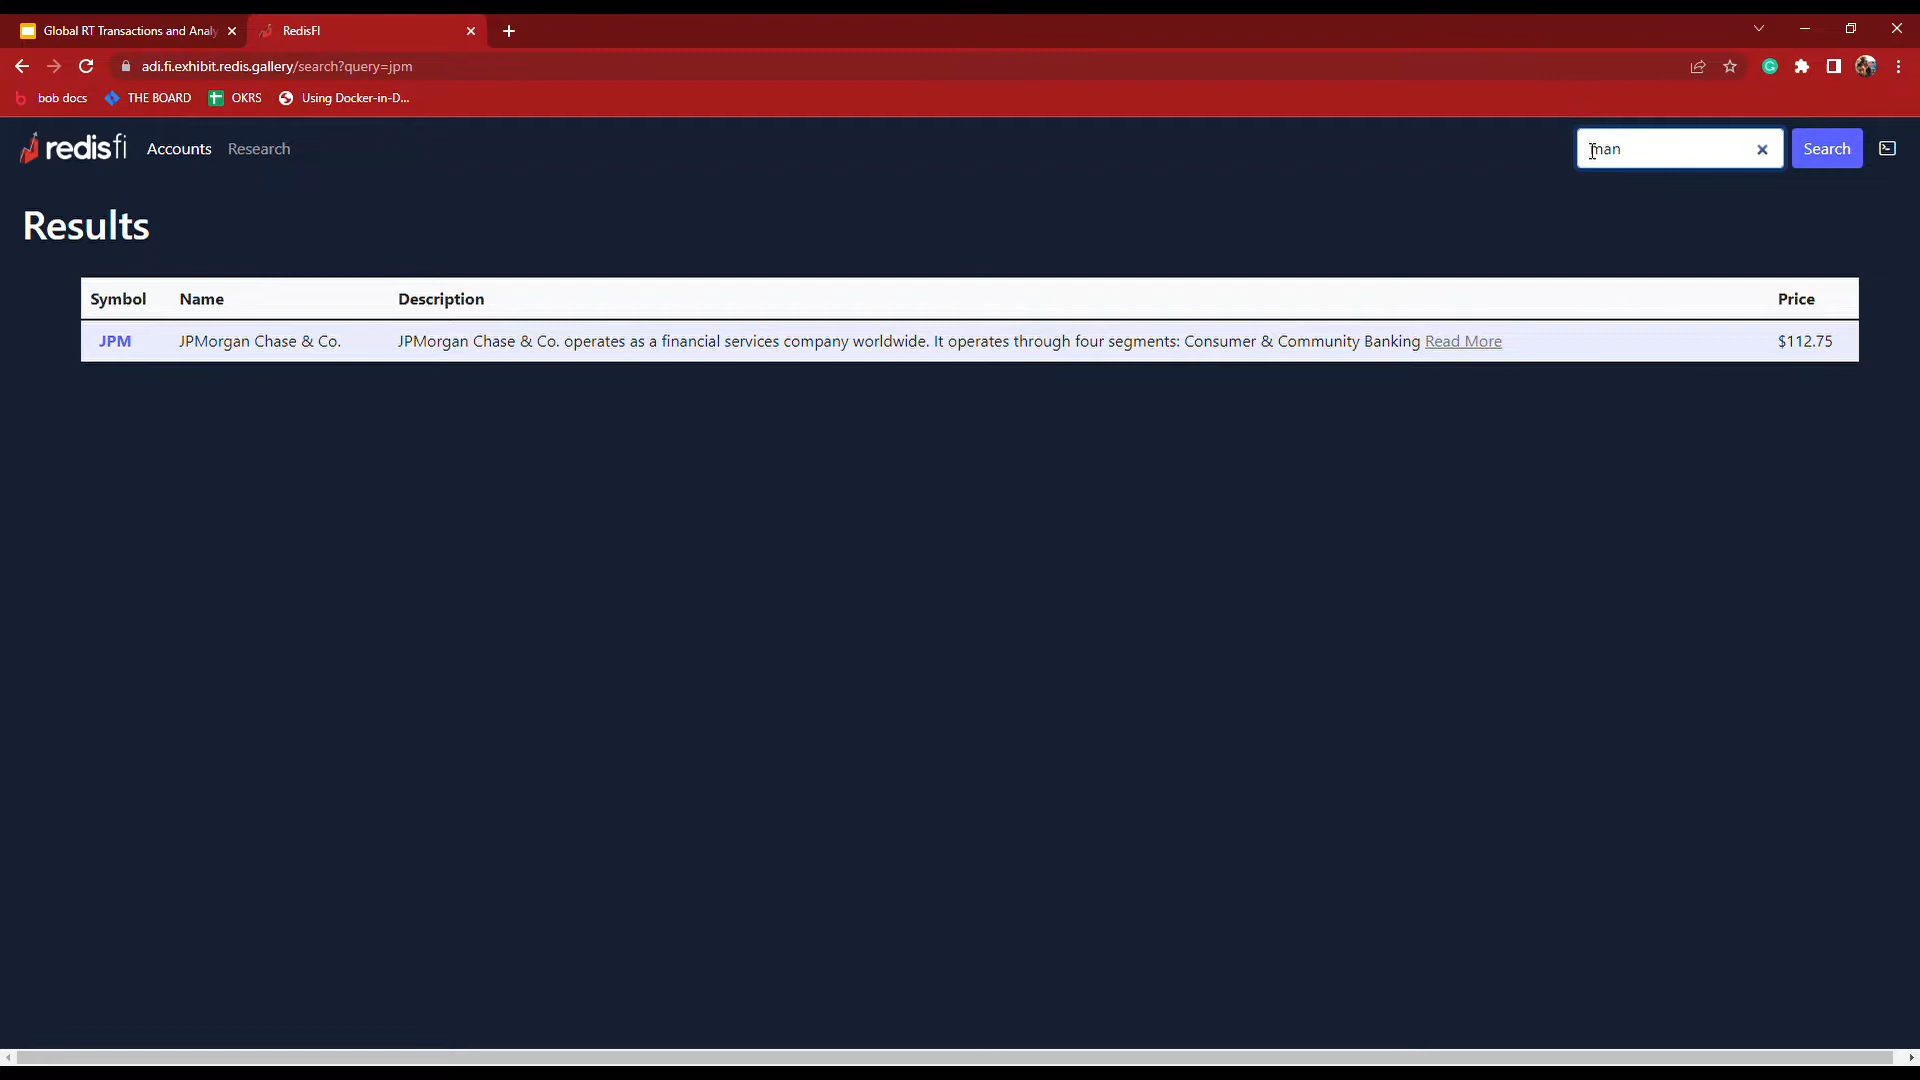 Global RT Transactions and Analy
RedisFI
adi.fi.exhibit.redis.gallery/search?query=jpm
bob docs
THE BOARD
OKRS
Using Docker-in-D...
redisfi
Accounts
Research
man
Search
Results
Symbol Name Description Price
JPM JPMorgan Chase & Co. JPMorgan Chase & Co. operates as a financial services company worldwide. It operates through four segments: Consumer & Community Banking Read More $112.75